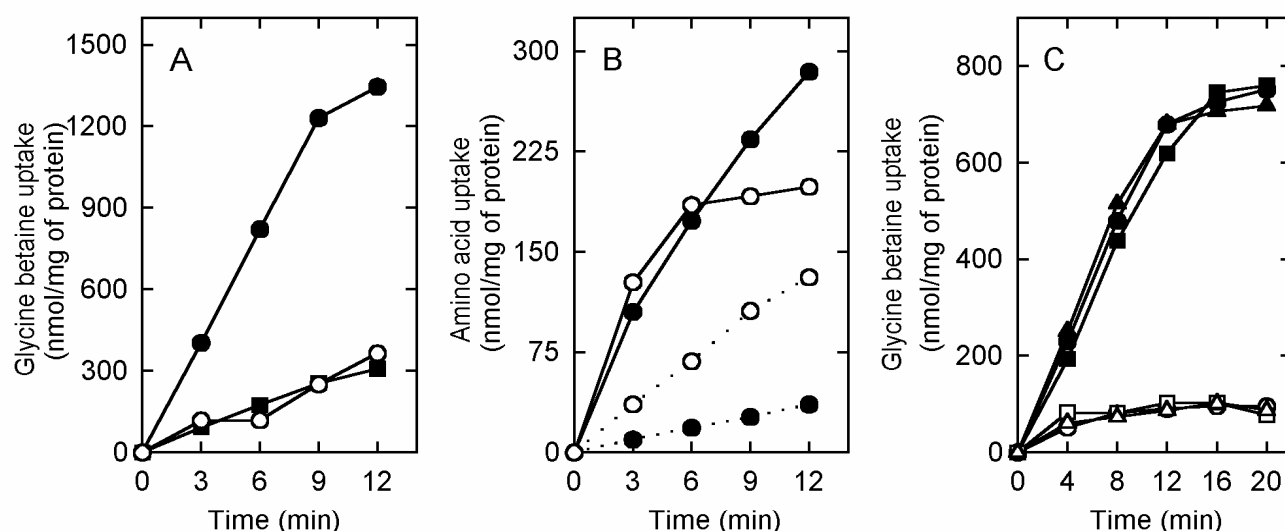 A
Glycine betaine uptake
(nmol/mg of protein)
1500
1200
900
600
300
0
0 3 6 9 12
Time (min)
B
Amino acid uptake
(nmol/mg of protein)
300
225
150
75
0
0 3 6 9 12
Time (min)
C
Glycine betaine uptake
(nmol/mg of protein)
800
600
400
200
0
0 4 8 12 16 20
Time (min)